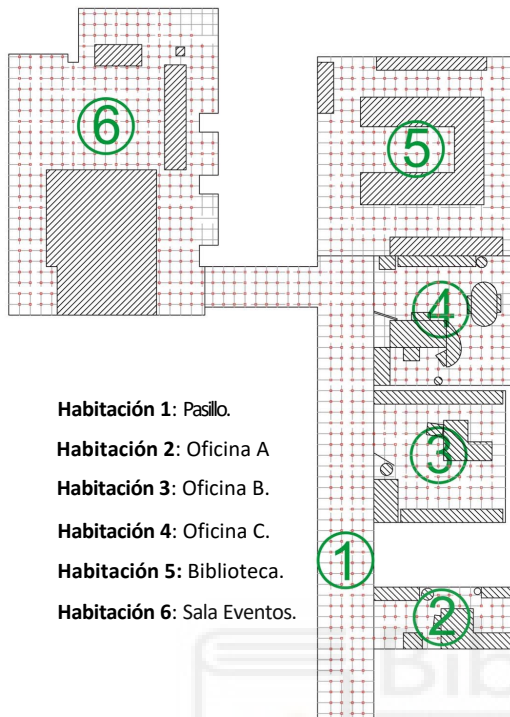 6
5
4
3
1
2
Habitación 1: Pasillo.
Habitación 2: Oficina A
Habitación 3: Oficina B.
Habitación 4: Oficina C.
Habitación 5: Biblioteca.
Habitación 6: Sala Eventos.
Bib